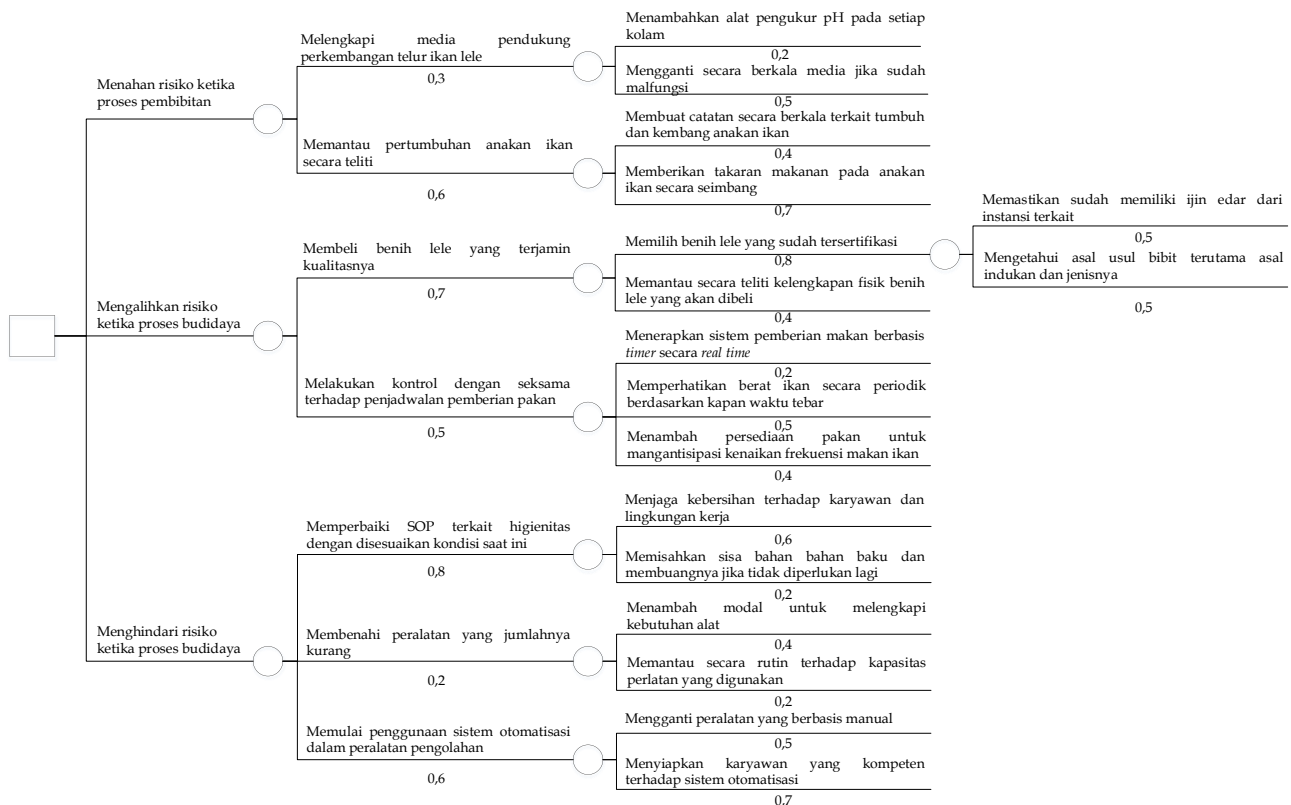 Menahan risiko ketika
proses pembibitan
Melengkapi media pendukung
perkembangan telur ikan lele
0,3
Menambahkan alat pengukur pH pada setiap
kolam
0,2
Mengganti secara berkala media jika sudah
malfungsi
0,5
Memantau pertumbuhan anakan ikan
secara teliti
0,6
Membuat catatan secara berkala terkait tumbuh
dan kembang anakan ikan
0,4
Memberikan takaran makanan pada anakan
ikan secara seimbang
0,7
Mengalihkan risiko
ketika proses budidaya
Membeli benih lele yang terjamin
kualitasnya
0,7
Memilih benih lele yang sudah tersertifikasi
0,8
Memastikan sudah memiliki ijin edar dari
instansi terkait
0,5
Mengetahui asal usul bibit terutama asal
indukan dan jenisnya
0,5
Memantau secara teliti kelengkapan fisik benih
lele yang akan dibeli
0,4
Melakukan kontrol dengan seksama
terhadap penjadwalan pemberian pakan
0,5
Menerapkan sistem pemberian makan berbasis
timer secara real time
0,2
Memperhatikan berat ikan secara periodik
berdasarkan kapan waktu tebar
0,5
Menambah persediaan pakan untuk
mangantisipasi kenaikan frekuensi makan ikan
0,4
Menghindari risiko
ketika proses budidaya
Memperbaiki SOP terkait higienitas
dengan disesuaikan kondisi saat ini
0,8
Menjaga kebersihan terhadap karyawan dan
lingkungan kerja
0,6
Memisahkan sisa bahan bahan baku dan
membuangnya jika tidak diperlukan lagi
0,2
Membenahi peralatan yang jumlahnya
kurang
0,2
Menambah modal untuk melengkapi
kebutuhan alat
0,4
Memantau secara rutin terhadap kapasitas
perlatan yang digunakan
0,2
Memulai penggunaan sistem otomatisasi
dalam peralatan pengolahan
0,6
Mengganti peralatan yang berbasis manual
0,5
Menyiapkan karyawan yang kompeten
terhadap sistem otomatisasi
0,7